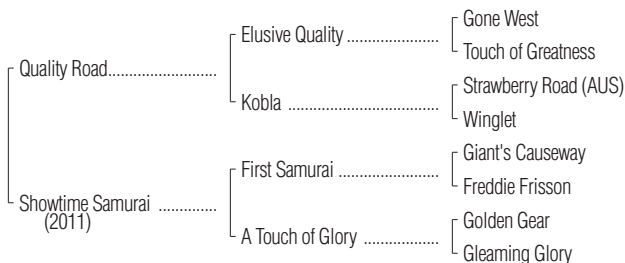 Gone West
Elusive Quality ....................
Touch of Greatness
Quality Road........................
Strawberry Road (AUS)
Kobla .................................
Winglet
Giant's Causeway
First Samurai ......................
Freddie Frisson
Showtime Samurai .............
(2011)
Golden Gear
A Touch of Glory ................
Gleaming Glory